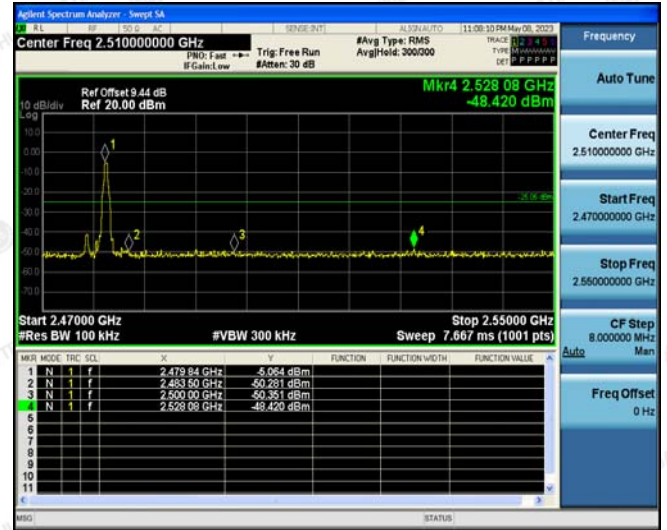 Agilent Spectrum Analyzer - Swept SA
RL RF 50 Ω AC SENSE:INT ALIGN AUTO 11:08:10 PM May 08, 2023
Center Freq 2.510000000 GHz
PNO: Fast
IFGain:Low
Trig: Free Run
#Atten: 30 dB
#Avg Type: RMS
Avg|Hold: 300/300
TRACE 1 2 3 4 5 6
TYPE
DET P P P P P P
Mkr4 2.528 08 GHz
-48.420 dBm
Ref Offset 9.44 dB
10 dB/div Ref 20.00 dBm
Log
10.0
0.00
-10.0
-20.0
-30.0
-40.0
-50.0
-60.0
-70.0
1
2
3
4
-25.06 dBm
Start 2.47000 GHz Stop 2.55000 GHz
#Res BW 100 kHz #VBW 300 kHz Sweep 7.667 ms (1001 pts)
MKR MODE TRC SCL X Y FUNCTION FUNCTION WIDTH FUNCTION VALUE
1 N 1 f 2.479 84 GHz -5.064 dBm
2 N 1 f 2.483 50 GHz -50.281 dBm
3 N 1 f 2.500 00 GHz -50.351 dBm
4 N 1 f 2.528 08 GHz -48.420 dBm
5
6
7
8
9
10
11
MSG STATUS
Frequency
Auto Tune
Center Freq
2.510000000 GHz
Start Freq
2.470000000 GHz
Stop Freq
2.550000000 GHz
CF Step
8.000000 MHz
Auto Man
Freq Offset
0 Hz